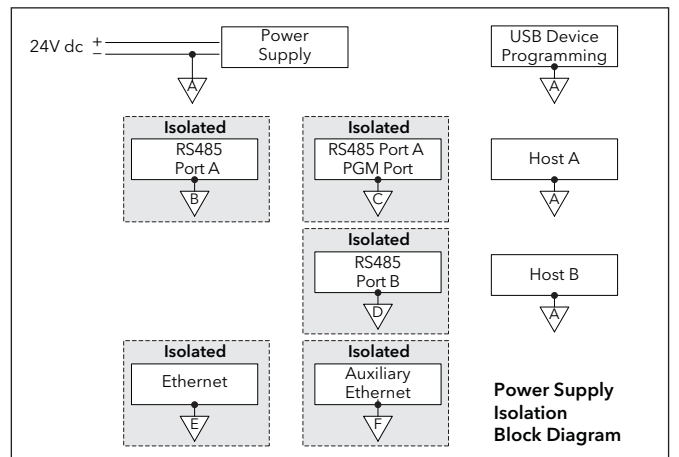 24V dc + −
Power
Supply
A
USB Device
Programming
A
Isolated
RS485
Port A
B
Isolated
RS485 Port A
PGM Port
C
Host A
A
Isolated
RS485
Port B
D
Host B
A
Isolated
Ethernet
E
Isolated
Auxiliary
Ethernet
F
Power Supply
Isolation
Block Diagram